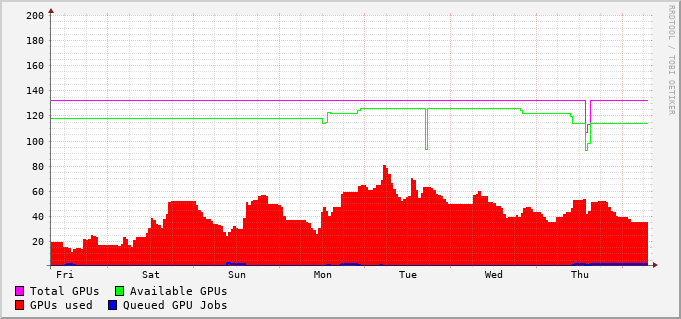 200
180
160
140
120
100
80
60
40
20
Fri Sat Sun Mon Tue Wed Thu
Total GPUs Available GPUs
GPUs used Queued GPU Jobs
RRDTOOL / TOBI OETIKER